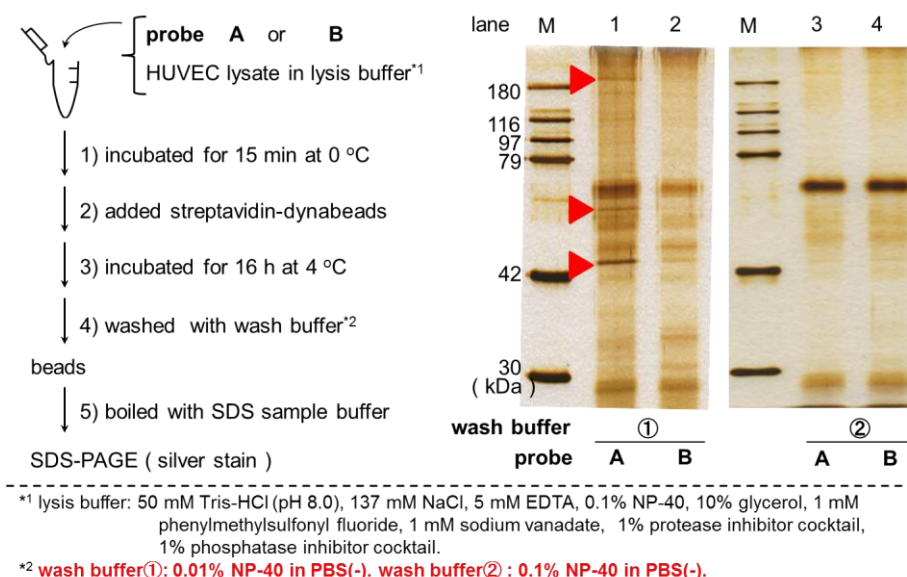 probe A or B
HUVEC lysate in lysis buffer*1
1) incubated for 15 min at 0 °C
2) added streptavidin-dynabeads
3) incubated for 16 h at 4 °C
4) washed with wash buffer*2
beads
5) boiled with SDS sample buffer
SDS-PAGE ( silver stain )
lane M 1 2 M 3 4
180
116
97
79
42
30
( kDa )
wash buffer ① ②
probe A B A B
*1 lysis buffer: 50 mM Tris-HCl (pH 8.0), 137 mM NaCl, 5 mM EDTA, 0.1% NP-40, 10% glycerol, 1 mM
phenylmethylsulfonyl fluoride, 1 mM sodium vanadate, 1% protease inhibitor cocktail,
1% phosphatase inhibitor cocktail.
*2 wash buffer①: 0.01% NP-40 in PBS(-). wash buffer② : 0.1% NP-40 in PBS(-).